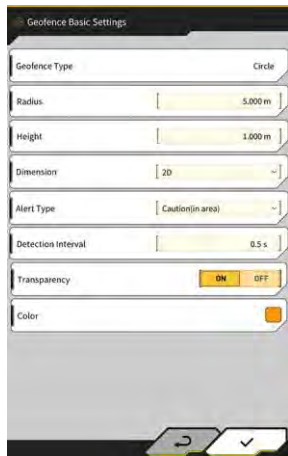 Geofence Basic Settings
Geofence Type Circle
Radius [ 5.000 m ]
Height [ 1.000 m ]
Dimension [ 2D ]
Alert Type [ Caution(in area) ]
Detection Interval [ 0.5 s ]
Transparency ON OFF
Color